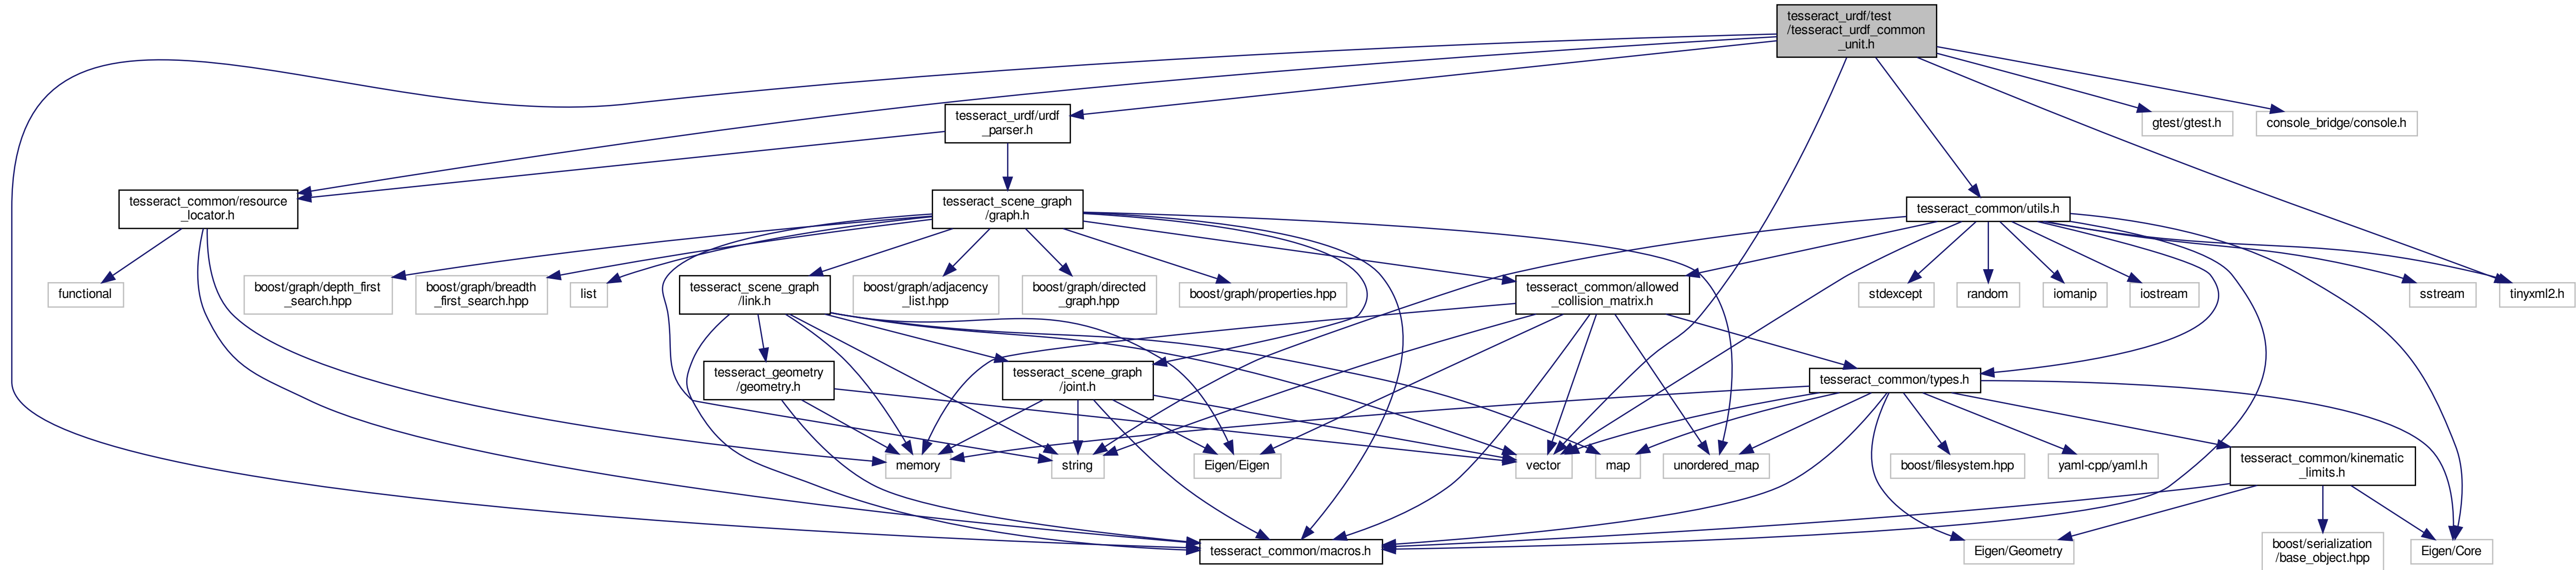 tesseract_urdf/test
/tesseract_urdf_common
_unit.h
tesseract_urdf/urdf
_parser.h
gtest/gtest.h
console_bridge/console.h
tesseract_common/resource
_locator.h
tesseract_scene_graph
/graph.h
tesseract_common/utils.h
functional
boost/graph/depth_first
_search.hpp
boost/graph/breadth
_first_search.hpp
list
tesseract_scene_graph
/link.h
boost/graph/adjacency
_list.hpp
boost/graph/directed
_graph.hpp
boost/graph/properties.hpp
tesseract_common/allowed
_collision_matrix.h
stdexcept
random
iomanip
iostream
sstream
tinyxml2.h
tesseract_geometry
/geometry.h
tesseract_scene_graph
/joint.h
tesseract_common/types.h
memory
string
Eigen/Eigen
vector
map
unordered_map
boost/filesystem.hpp
yaml-cpp/yaml.h
tesseract_common/kinematic
_limits.h
tesseract_common/macros.h
Eigen/Geometry
boost/serialization
/base_object.hpp
Eigen/Core